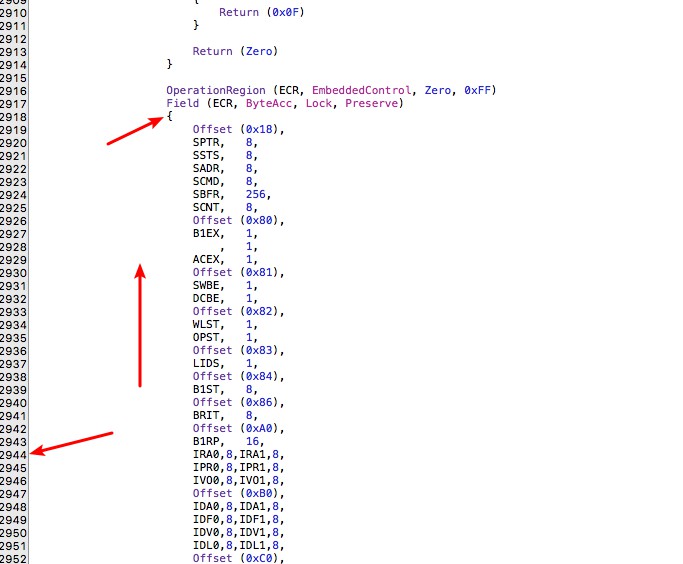 2909 {
2910 Return (0x0F)
2911 }
2912
2913 Return (Zero)
2914 }
2915
2916 OperationRegion (ECR, EmbeddedControl, Zero, 0xFF)
2917 Field (ECR, ByteAcc, Lock, Preserve)
2918 {
2919 Offset (0x18),
2920 SPTR, 8,
2921 SSTS, 8,
2922 SADR, 8,
2923 SCMD, 8,
2924 SBFR, 256,
2925 SCNT, 8,
2926 Offset (0x80),
2927 B1EX, 1,
2928 , 1,
2929 ACEX, 1,
2930 Offset (0x81),
2931 SWBE, 1,
2932 DCBE, 1,
2933 Offset (0x82),
2934 WLST, 1,
2935 OPST, 1,
2936 Offset (0x83),
2937 LIDS, 1,
2938 Offset (0x84),
2939 B1ST, 8,
2940 Offset (0x86),
2941 BRIT, 8,
2942 Offset (0xA0),
2943 B1RP, 16,
2944 IRA0,8,IRA1,8,
2945 IPR0,8,IPR1,8,
2946 IVO0,8,IVO1,8,
2947 Offset (0xB0),
2948 IDA0,8,IDA1,8,
2949 IDF0,8,IDF1,8,
2950 IDV0,8,IDV1,8,
2951 IDL0,8,IDL1,8,
2952 Offset (0xC0),